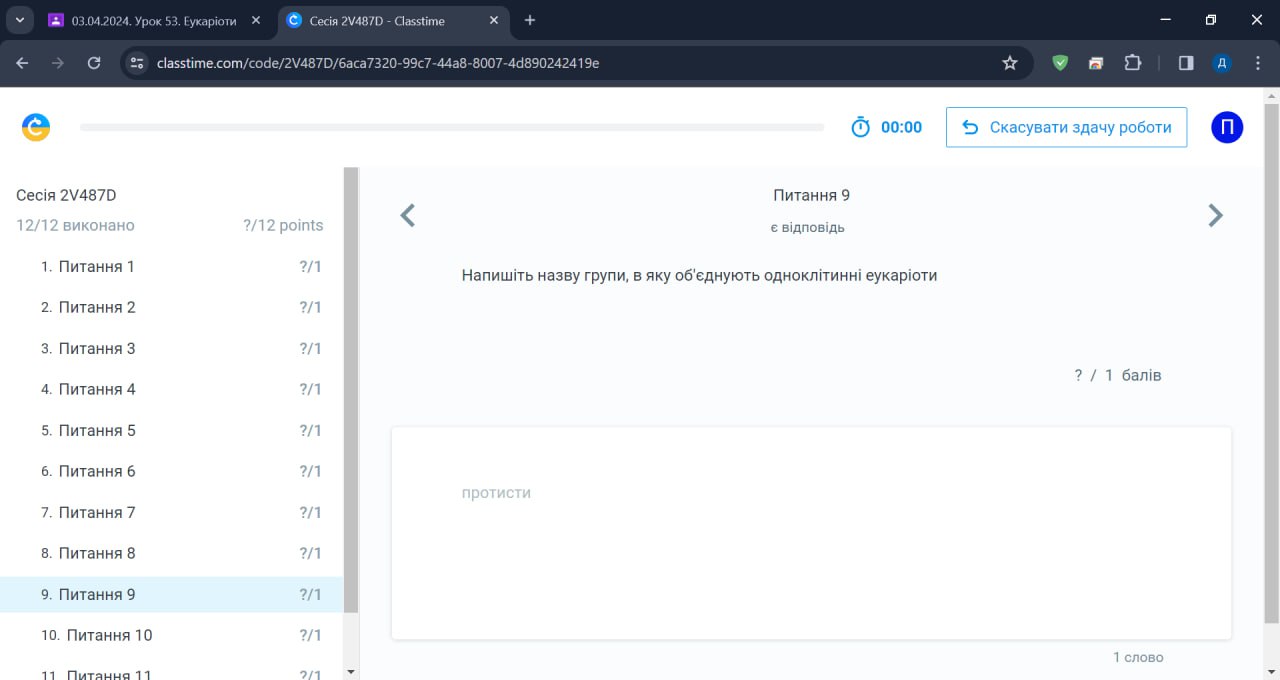 03.04.2024. Урок 53. Еукаріоти
Сесія 2V487D - Classtime
classtime.com/code/2V487D/6aca7320-99c7-44a8-8007-4d890242419e
Д
00:00
Скасувати здачу роботи
П
Сесія 2V487D
12/12 виконано
?/12 points
1. Питання 1 ?/1
2. Питання 2 ?/1
3. Питання 3 ?/1
4. Питання 4 ?/1
5. Питання 5 ?/1
6. Питання 6 ?/1
7. Питання 7 ?/1
8. Питання 8 ?/1
9. Питання 9 ?/1
10. Питання 10 ?/1
11. Питання 11 ?/1
Питання 9
є відповідь
Напишіть назву групи, в яку об'єднують одноклітинні еукаріоти
? / 1 балів
протисти
1 слово